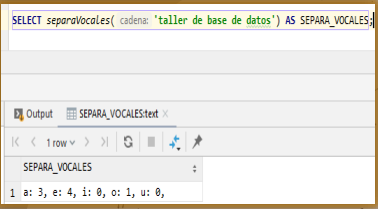 SELECT separaVocales( cadena: 'taller de base de datos') AS SEPARA_VOCALES;
Output SEPARA_VOCALES:text
1 row
SEPARA_VOCALES
1 a: 3, e: 4, i: 0, o: 1, u: 0,